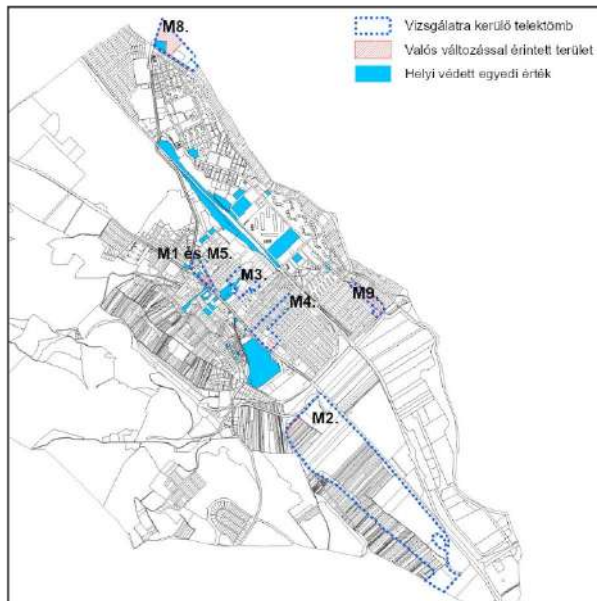 M8.
Vizsgálatra kerülő telektömb
Valós változással érintett terület
Helyi védett egyedi érték
M1 és M5.
M3.
M4.
M9.
M2.